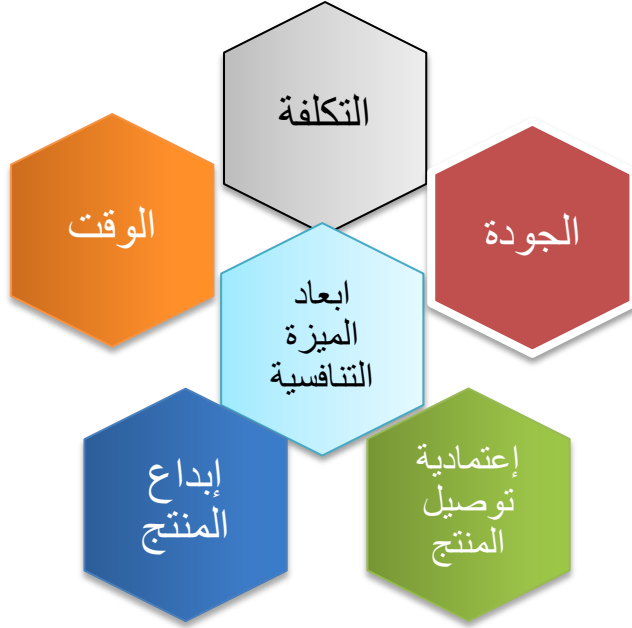 التكلفة
الجودة
الوقت
ابعاد
الميزة
التنافسية
إعتمادية
توصيل
المنتج
إبداع
المنتج